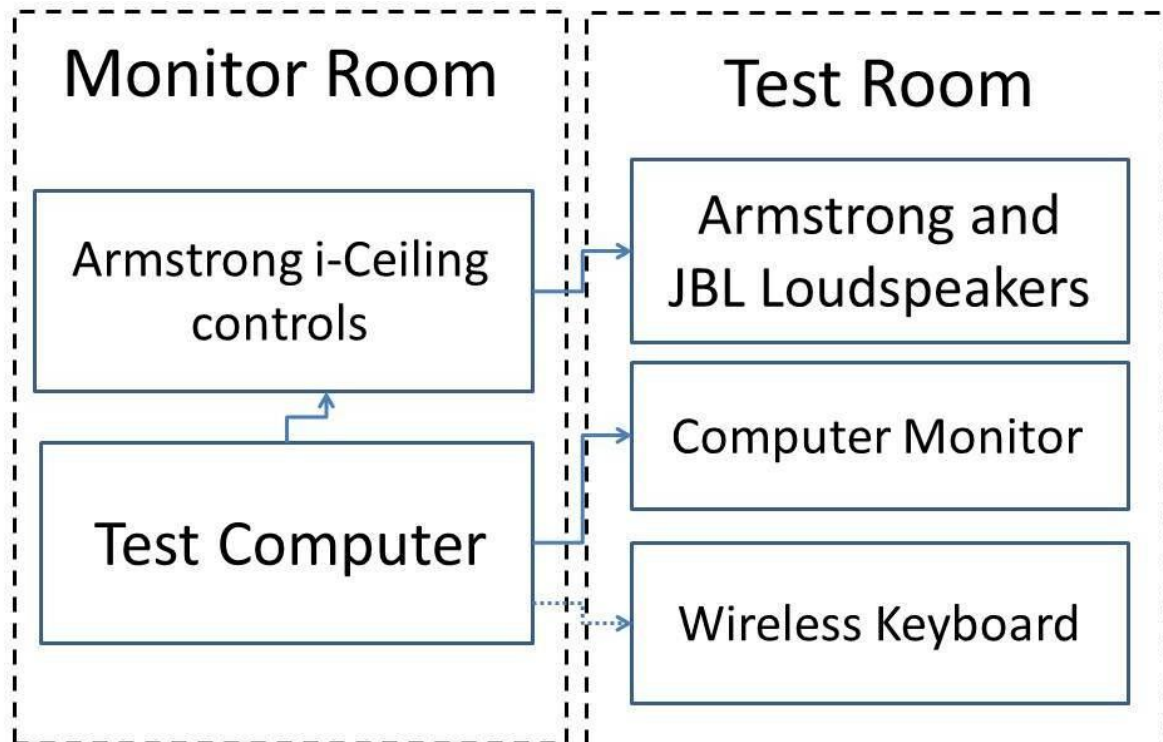 Monitor Room
Armstrong i-Ceiling
controls
Test Computer
Test Room
Armstrong and
JBL Loudspeakers
Computer Monitor
Wireless Keyboard